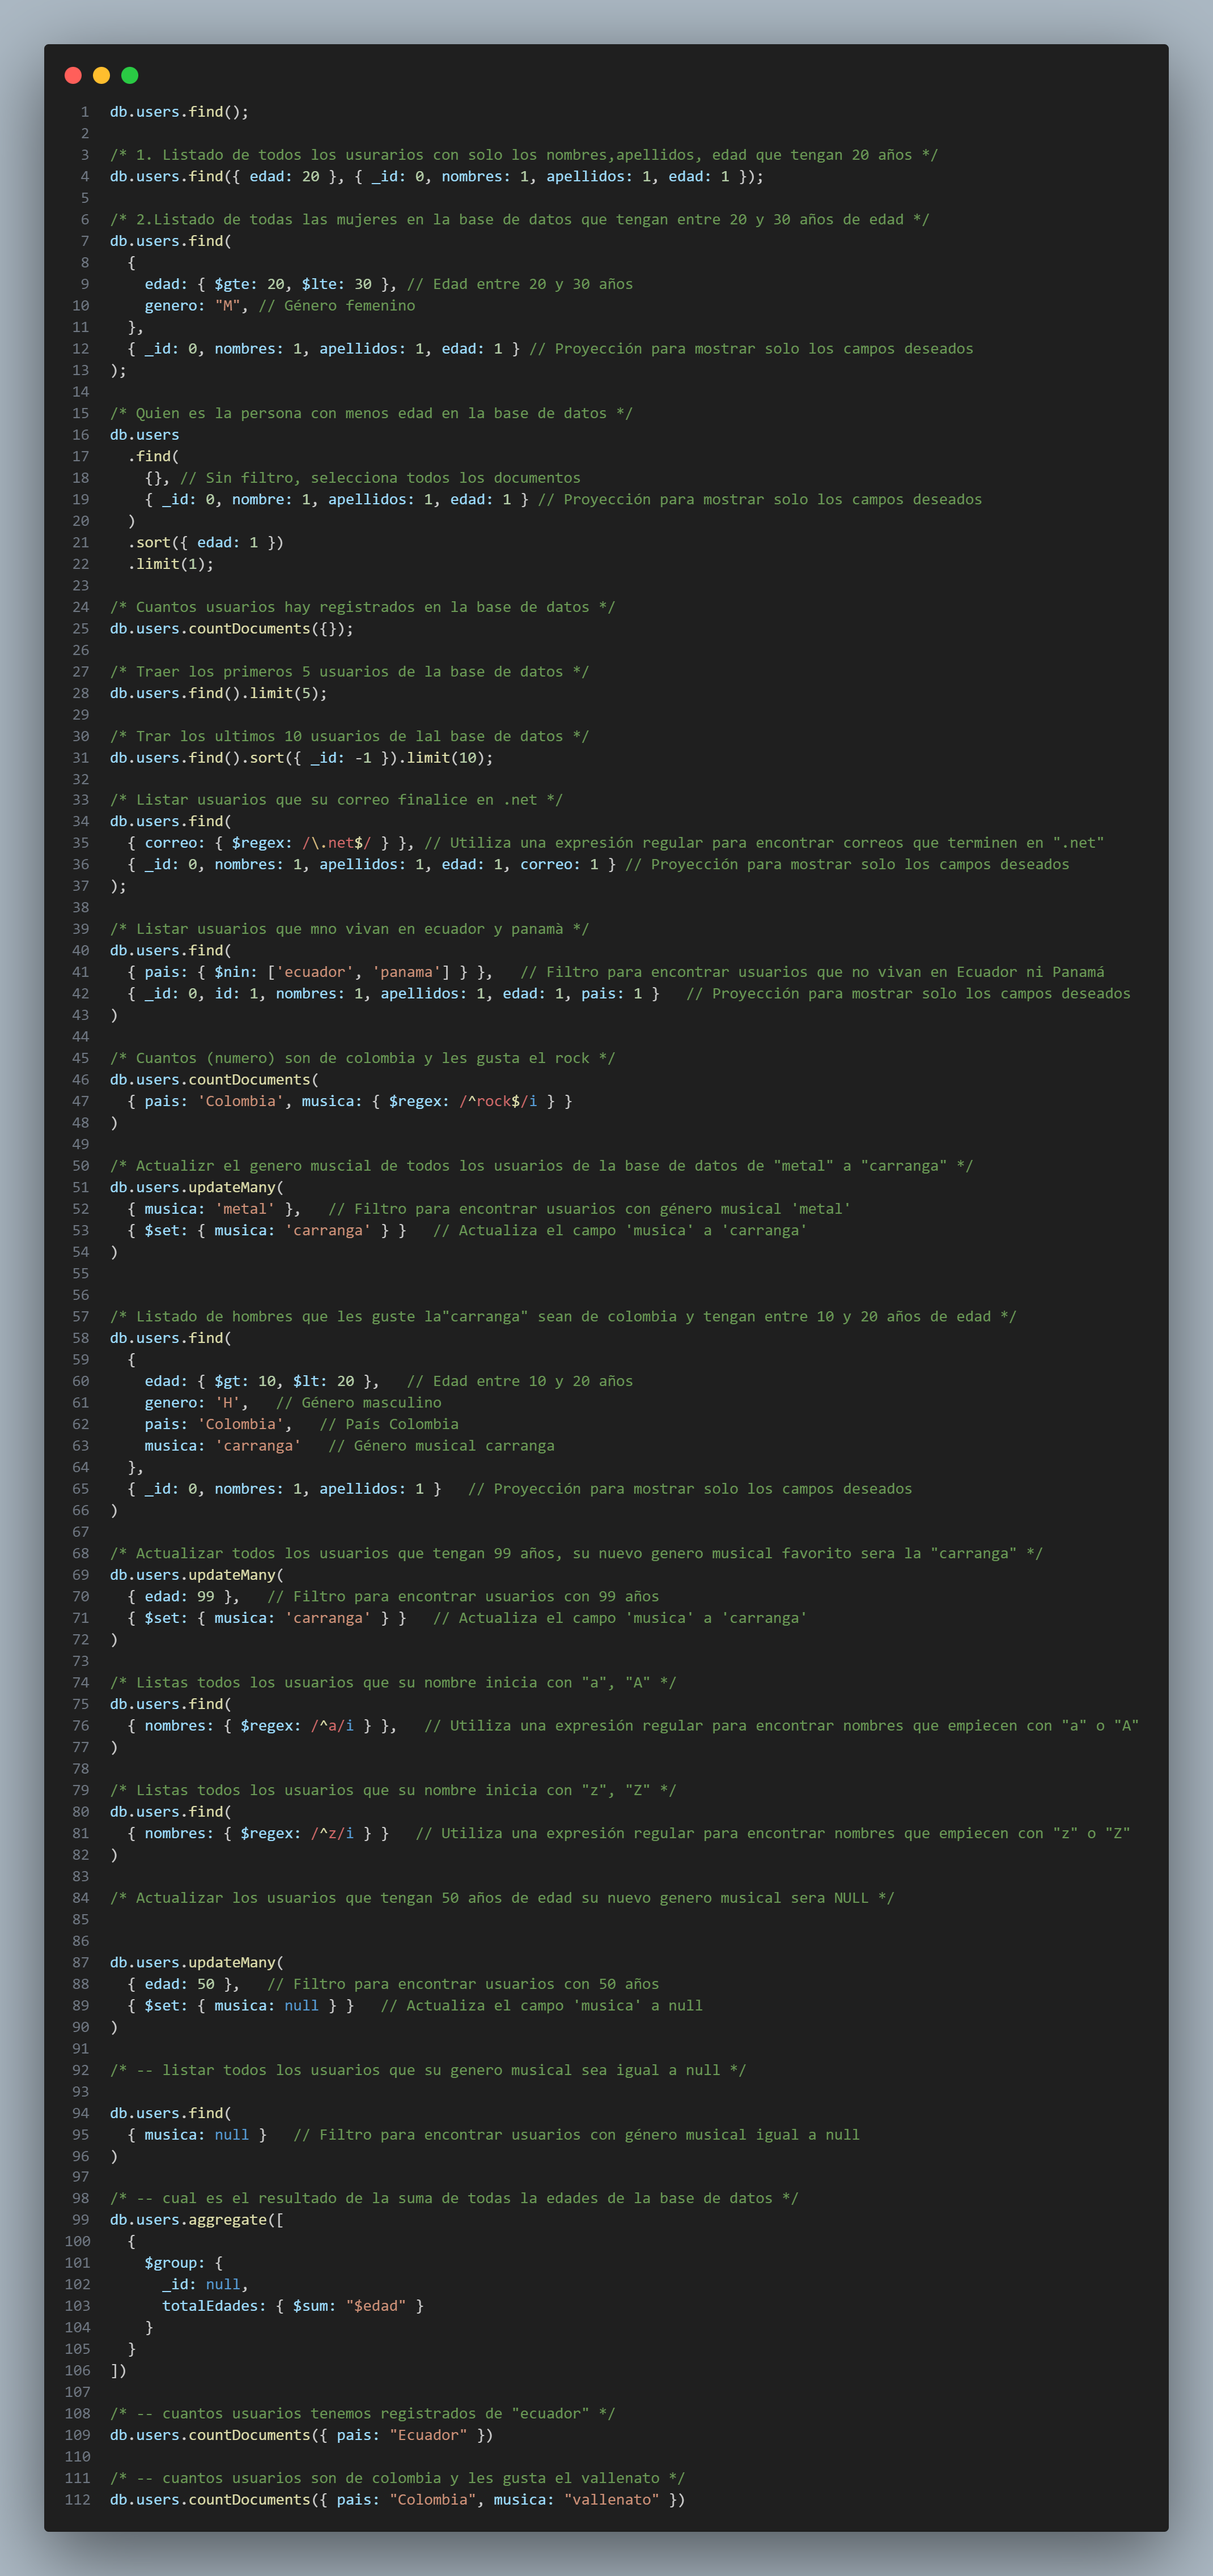 1 db.users.find();
2
3 /* 1. Listado de todos los usurarios con solo los nombres,apellidos, edad que tengan 20 años */
4 db.users.find({ edad: 20 }, { _id: 0, nombres: 1, apellidos: 1, edad: 1 });
5
6 /* 2.Listado de todas las mujeres en la base de datos que tengan entre 20 y 30 años de edad */
7 db.users.find(
8   {
9     edad: { $gte: 20, $lte: 30 }, // Edad entre 20 y 30 años
10     genero: "M", // Género femenino
11   },
12   { _id: 0, nombres: 1, apellidos: 1, edad: 1 } // Proyección para mostrar solo los campos deseados
13 );
14
15 /* Quien es la persona con menos edad en la base de datos */
16 db.users
17   .find(
18     {}, // Sin filtro, selecciona todos los documentos
19     { _id: 0, nombre: 1, apellidos: 1, edad: 1 } // Proyección para mostrar solo los campos deseados
20   )
21   .sort({ edad: 1 })
22   .limit(1);
23
24 /* Cuantos usuarios hay registrados en la base de datos */
25 db.users.countDocuments({});
26
27 /* Traer los primeros 5 usuarios de la base de datos */
28 db.users.find().limit(5);
29
30 /* Trar los ultimos 10 usuarios de lal base de datos */
31 db.users.find().sort({ _id: -1 }).limit(10);
32
33 /* Listar usuarios que su correo finalice en .net */
34 db.users.find(
35   { correo: { $regex: /\.net$/ } }, // Utiliza una expresión regular para encontrar correos que terminen en ".net"
36   { _id: 0, nombres: 1, apellidos: 1, edad: 1, correo: 1 } // Proyección para mostrar solo los campos deseados
37 );
38
39 /* Listar usuarios que mno vivan en ecuador y panamà */
40 db.users.find(
41   { pais: { $nin: ['ecuador', 'panama'] } },   // Filtro para encontrar usuarios que no vivan en Ecuador ni Panamá
42   { _id: 0, id: 1, nombres: 1, apellidos: 1, edad: 1, pais: 1 }   // Proyección para mostrar solo los campos deseados
43 )
44
45 /* Cuantos (numero) son de colombia y les gusta el rock */
46 db.users.countDocuments(
47   { pais: 'Colombia', musica: { $regex: /^rock$/i } }
48 )
49
50 /* Actualizr el genero muscial de todos los usuarios de la base de datos de "metal" a "carranga" */
51 db.users.updateMany(
52   { musica: 'metal' },   // Filtro para encontrar usuarios con género musical 'metal'
53   { $set: { musica: 'carranga' } }   // Actualiza el campo 'musica' a 'carranga'
54 )
55
56
57 /* Listado de hombres que les guste la"carranga" sean de colombia y tengan entre 10 y 20 años de edad */
58 db.users.find(
59   {
60     edad: { $gt: 10, $lt: 20 },   // Edad entre 10 y 20 años
61     genero: 'H',   // Género masculino
62     pais: 'Colombia',   // País Colombia
63     musica: 'carranga'   // Género musical carranga
64   },
65   { _id: 0, nombres: 1, apellidos: 1 }   // Proyección para mostrar solo los campos deseados
66 )
67
68 /* Actualizar todos los usuarios que tengan 99 años, su nuevo genero musical favorito sera la "carranga" */
69 db.users.updateMany(
70   { edad: 99 },   // Filtro para encontrar usuarios con 99 años
71   { $set: { musica: 'carranga' } }   // Actualiza el campo 'musica' a 'carranga'
72 )
73
74 /* Listas todos los usuarios que su nombre inicia con "a", "A" */
75 db.users.find(
76   { nombres: { $regex: /^a/i } },   // Utiliza una expresión regular para encontrar nombres que empiecen con "a" o "A"
77 )
78
79 /* Listas todos los usuarios que su nombre inicia con "z", "Z" */
80 db.users.find(
81   { nombres: { $regex: /^z/i } }   // Utiliza una expresión regular para encontrar nombres que empiecen con "z" o "Z"
82 )
83
84 /* Actualizar los usuarios que tengan 50 años de edad su nuevo genero musical sera NULL */
85
86
87 db.users.updateMany(
88   { edad: 50 },   // Filtro para encontrar usuarios con 50 años
89   { $set: { musica: null } }   // Actualiza el campo 'musica' a null
90 )
91
92 /* -- listar todos los usuarios que su genero musical sea igual a null */
93
94 db.users.find(
95   { musica: null }   // Filtro para encontrar usuarios con género musical igual a null
96 )
97
98 /* -- cual es el resultado de la suma de todas la edades de la base de datos */
99 db.users.aggregate([
100   {
101     $group: {
102       _id: null,
103       totalEdades: { $sum: "$edad" }
104     }
105   }
106 ])
107
108 /* -- cuantos usuarios tenemos registrados de "ecuador" */
109 db.users.countDocuments({ pais: "Ecuador" })
110
111 /* -- cuantos usuarios son de colombia y les gusta el vallenato */
112 db.users.countDocuments({ pais: "Colombia", musica: "vallenato" })